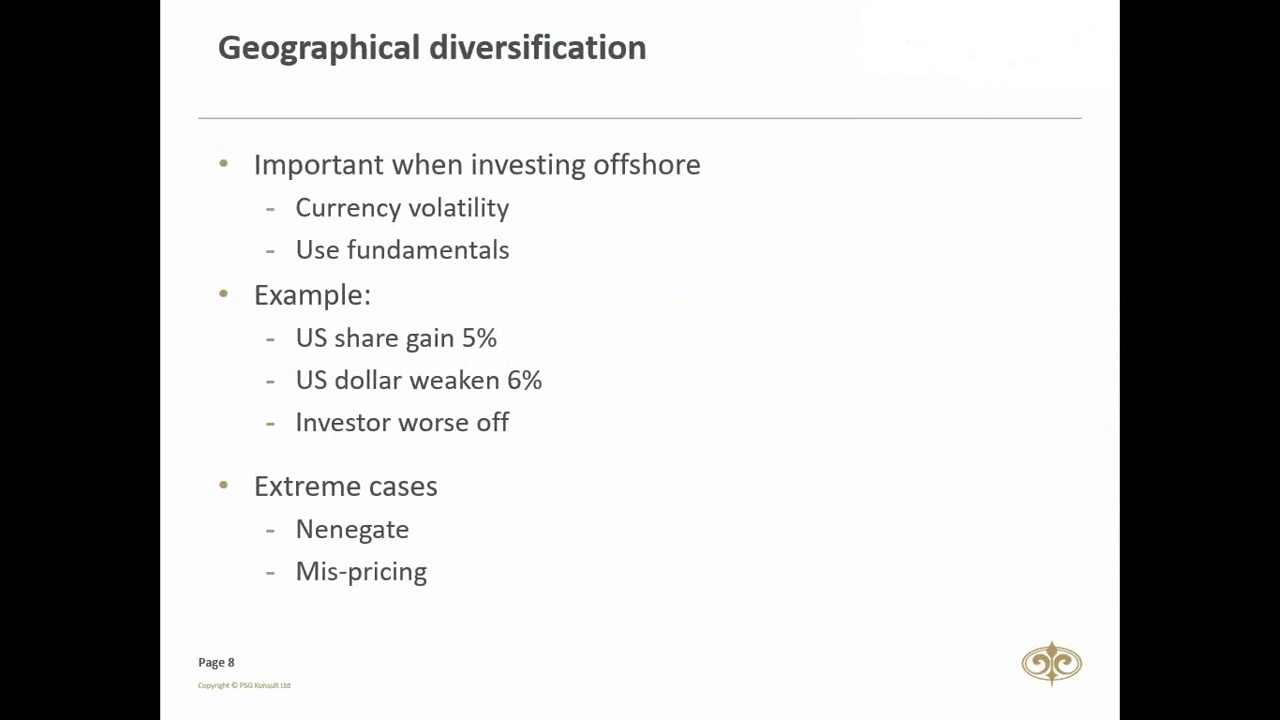 Geographical diversification
• Important when investing offshore
- Currency volatility
- Use fundamentals
• Example:
- US share gain 5%
- US dollar weaken 6%
- Investor worse off
• Extreme cases
- Nenegate
- Mis-pricing
Page 8
Copyright © PSG Konsult Ltd